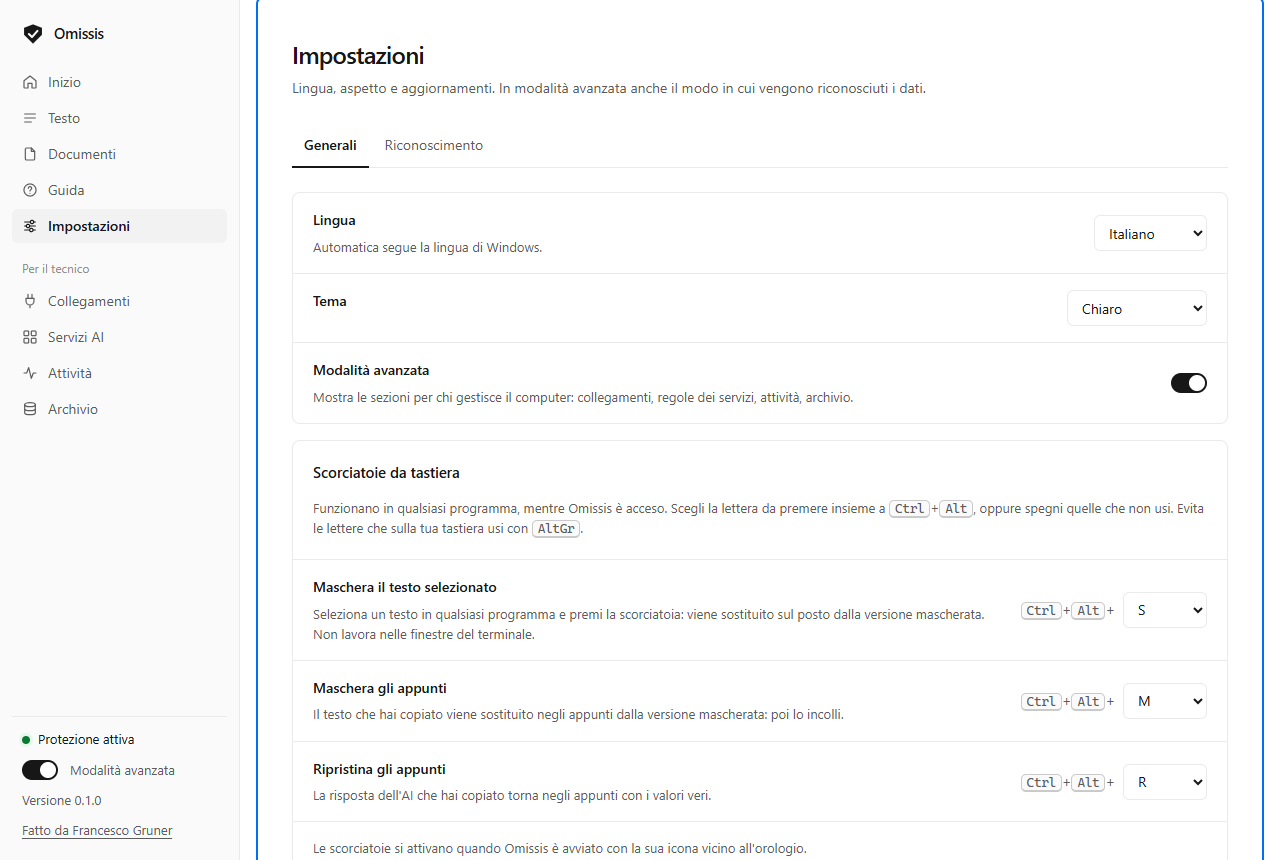 Omissis
Inizio
Testo
Documenti
Guida
Impostazioni
Per il tecnico
Collegamenti
Servizi AI
Attività
Archivio
Protezione attiva
Modalità avanzata
Versione 0.1.0
Fatto da Francesco Gruner
Impostazioni
Lingua, aspetto e aggiornamenti. In modalità avanzata anche il modo in cui vengono riconosciuti i dati.
Generali Riconoscimento
Lingua
Automatica segue la lingua di Windows.
Italiano
Tema
Chiaro
Modalità avanzata
Mostra le sezioni per chi gestisce il computer: collegamenti, regole dei servizi, attività, archivio.
Scorciatoie da tastiera
Funzionano in qualsiasi programma, mentre Omissis è acceso. Scegli la lettera da premere insieme a Ctrl+Alt, oppure spegni quelle che non usi. Evita
le lettere che sulla tua tastiera usi con AltGr.
Maschera il testo selezionato
Seleziona un testo in qualsiasi programma e premi la scorciatoia: viene sostituito sul posto dalla versione mascherata.
Non lavora nelle finestre del terminale.
Ctrl+Alt+ S
Maschera gli appunti
Il testo che hai copiato viene sostituito negli appunti dalla versione mascherata: poi lo incolli.
Ctrl+Alt+ M
Ripristina gli appunti
La risposta dell'AI che hai copiato torna negli appunti con i valori veri.
Ctrl+Alt+ R
Le scorciatoie si attivano quando Omissis è avviato con la sua icona vicino all'orologio.